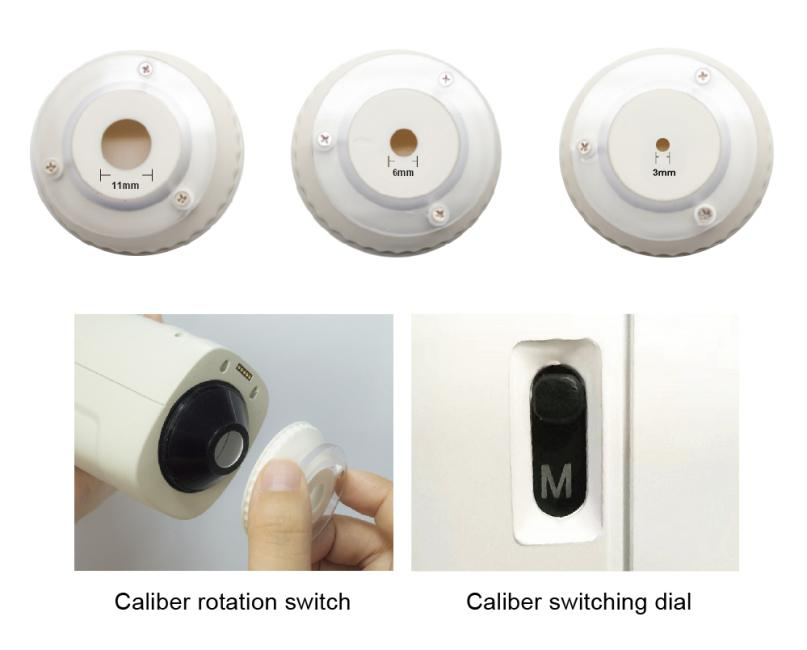 11mm
6mm
3mm
M
Caliber rotation switch
Caliber switching dial